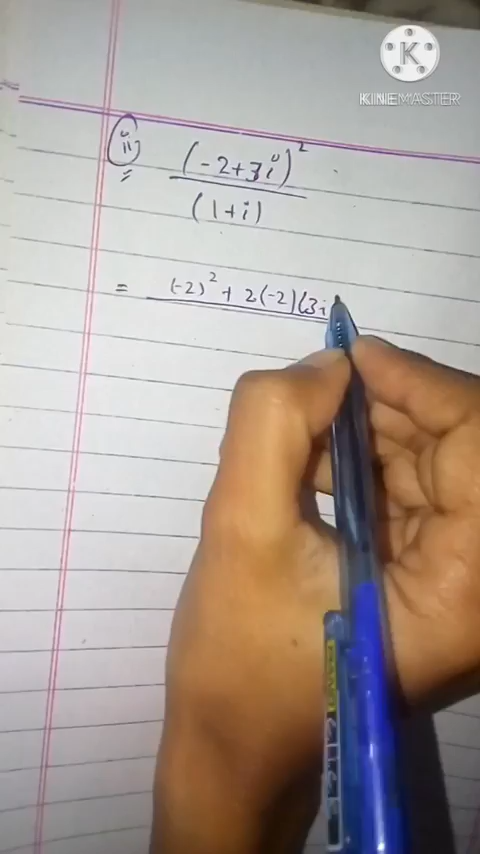 K
KINEMASTER
ii) (-2+3i)²
(1+i)
= (-2)² + 2(-2)(3i